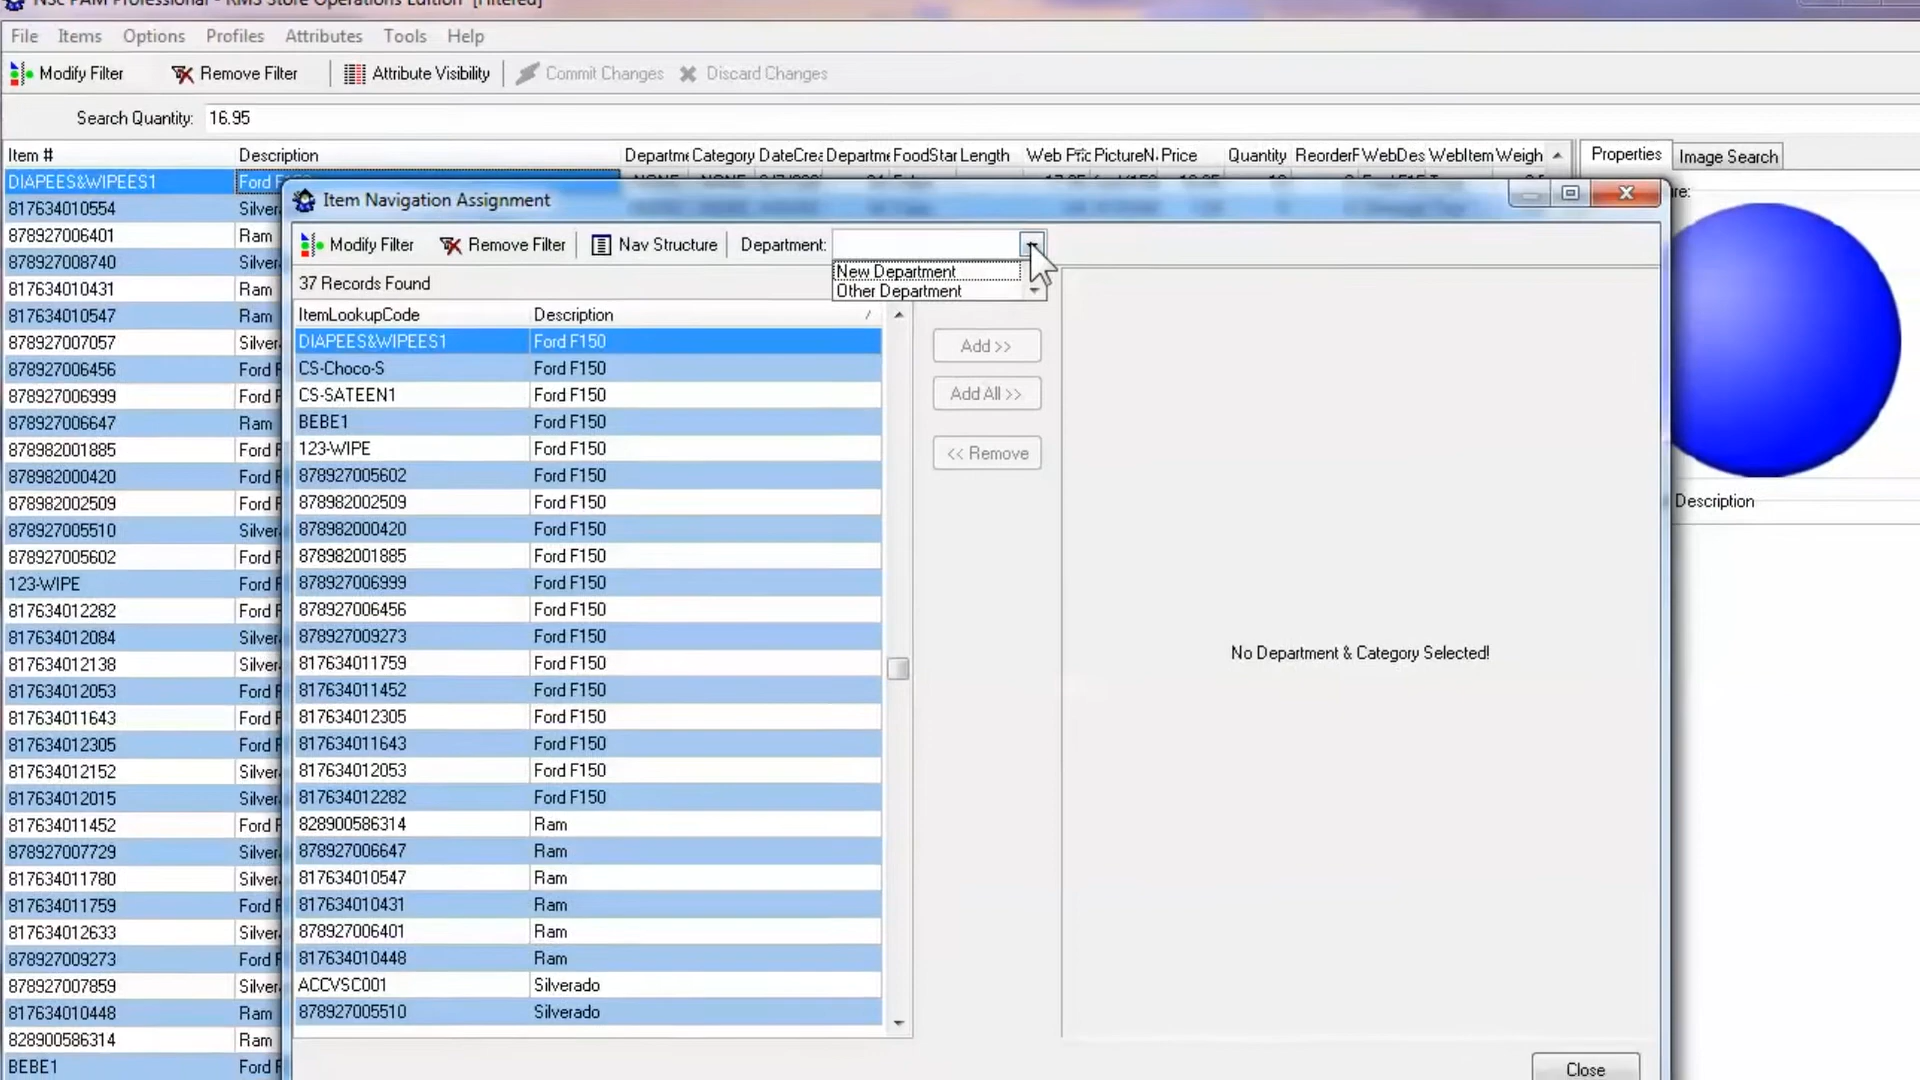 NSc PAM Professional - RMS Store Operations Edition [Filtered]
File Items Options Profiles Attributes Tools Help
Modify Filter Remove Filter Attribute Visibility Commit Changes Discard Changes
Search Quantity: 16.95
Item # Description Departme Category DateCrea Departme FoodStar Length Web Pric PictureN. Price Quantity ReorderF WebDes WebItem Weigh
Properties Image Search
DIAPEES&WIPEES1 Ford F
817634010554 Silver
878927006401 Ram
878927008740 Silver
817634010431 Ram
817634010547 Ram
878927007057 Silver
878927006456 Ford F
878927006999 Ford F
878927006647 Ram
878982001885 Ford F
878982000420 Ford F
878982002509 Ford F
878927005510 Silver
878927005602 Ford F
123-WIPE Ford F
817634012282 Ford F
817634012084 Silver
817634012138 Silver
817634012053 Ford F
817634011643 Ford F
817634012305 Ford F
817634012152 Silver
817634012015 Silver
817634011452 Ford F
878927007729 Silver
817634011780 Silver
817634011759 Ford F
817634012633 Silver
878927009273 Ford F
878927007859 Silver
817634010448 Ram
828900586314 Ram
BEBE1 Ford F
Item Navigation Assignment
Modify Filter Remove Filter Nav Structure Department:
New Department
Other Department
37 Records Found
ItemLookupCode Description /
DIAPEES&WIPEES1 Ford F150
CS-Choco-S Ford F150
CS-SATEEN1 Ford F150
BEBE1 Ford F150
123-WIPE Ford F150
878927005602 Ford F150
878982002509 Ford F150
878982000420 Ford F150
878982001885 Ford F150
878927006999 Ford F150
878927006456 Ford F150
878927009273 Ford F150
817634011759 Ford F150
817634011452 Ford F150
817634012305 Ford F150
817634011643 Ford F150
817634012053 Ford F150
817634012282 Ford F150
828900586314 Ram
878927006647 Ram
817634010547 Ram
817634010431 Ram
878927006401 Ram
817634010448 Ram
ACCVSC001 Silverado
878927005510 Silverado
Add >>
Add All >>
<< Remove
No Department & Category Selected!
Close
re:
Description